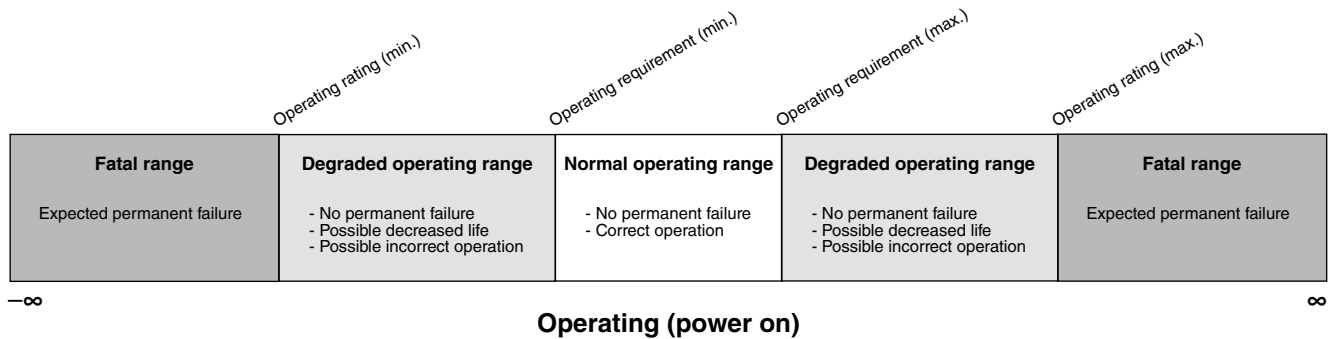 Operating rating (min.)
Operating requirement (min.)
Operating requirement (max.)
Operating rating (max.)
Fatal range
Expected permanent failure
Degraded operating range
- No permanent failure
- Possible decreased life
- Possible incorrect operation
Normal operating range
- No permanent failure
- Correct operation
Degraded operating range
- No permanent failure
- Possible decreased life
- Possible incorrect operation
Fatal range
Expected permanent failure
–∞
∞
Operating (power on)